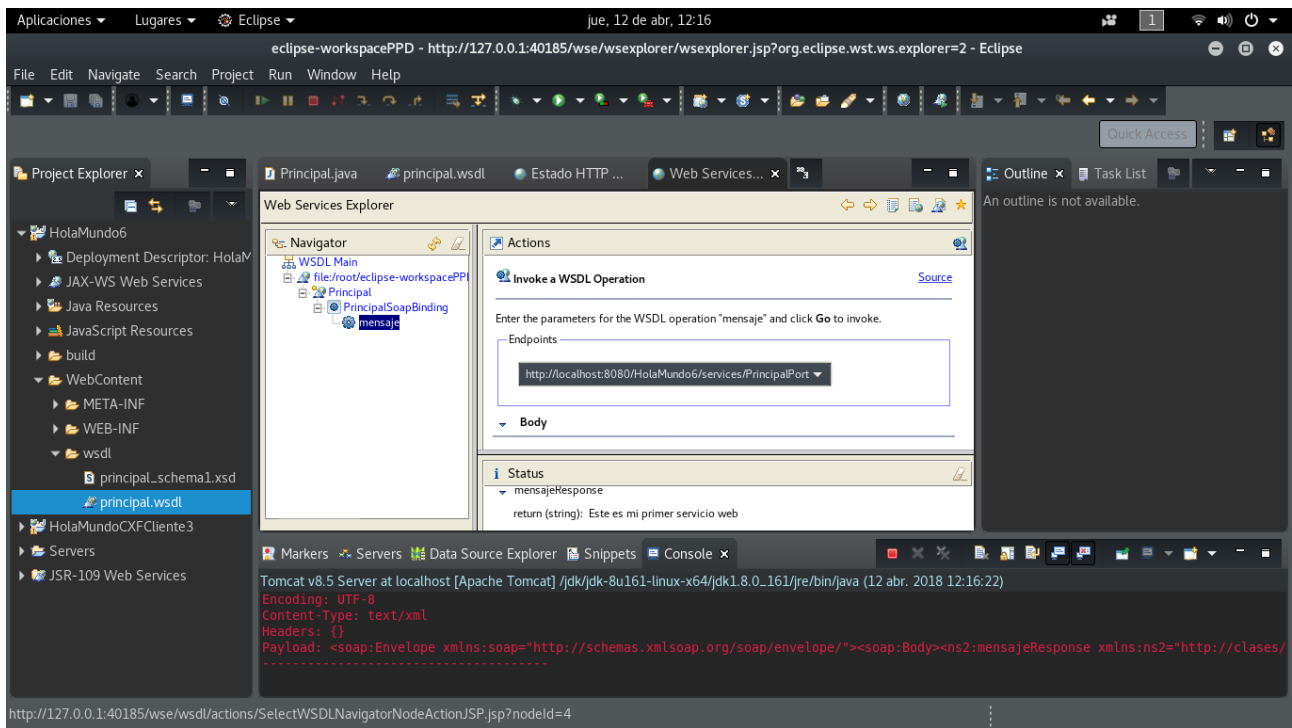 Aplicaciones Lugares Eclipse jue, 12 de abr, 12:16 1
eclipse-workspacePPD - http://127.0.0.1:40185/wse/wsexplorer/wsexplorer.jsp?org.eclipse.wst.ws.explorer=2 - Eclipse
File Edit Navigate Search Project Run Window Help
Quick Access
Project Explorer
HolaMundo6
Deployment Descriptor: HolaM
JAX-WS Web Services
Java Resources
JavaScript Resources
build
WebContent
META-INF
WEB-INF
wsdl
principal_schema1.xsd
principal.wsdl
HolaMundoCXFCliente3
Servers
JSR-109 Web Services
Principal.java principal.wsdl Estado HTTP ... Web Services... 3
Web Services Explorer
Navigator
WSDL Main
file:/root/eclipse-workspacePPI
Principal
PrincipalSoapBinding
mensaje
Actions
Invoke a WSDL Operation Source
Enter the parameters for the WSDL operation "mensaje" and click Go to invoke.
Endpoints
http://localhost:8080/HolaMundo6/services/PrincipalPort
Body
Status
mensajeResponse
return (string): Este es mi primer servicio web
Outline Task List
An outline is not available.
Markers Servers Data Source Explorer Snippets Console
Tomcat v8.5 Server at localhost [Apache Tomcat] /jdk/jdk-8u161-linux-x64/jdk1.8.0_161/jre/bin/java (12 abr. 2018 12:16:22)
Encoding: UTF-8
Content-Type: text/xml
Headers: {}
Payload: <soap:Envelope xmlns:soap="http://schemas.xmlsoap.org/soap/envelope/"><soap:Body><ns2:mensajeResponse xmlns:ns2="http://clases/
--------------------------------------
http://127.0.0.1:40185/wse/wsdl/actions/SelectWSDLNavigatorNodeActionJSP.jsp?nodeId=4